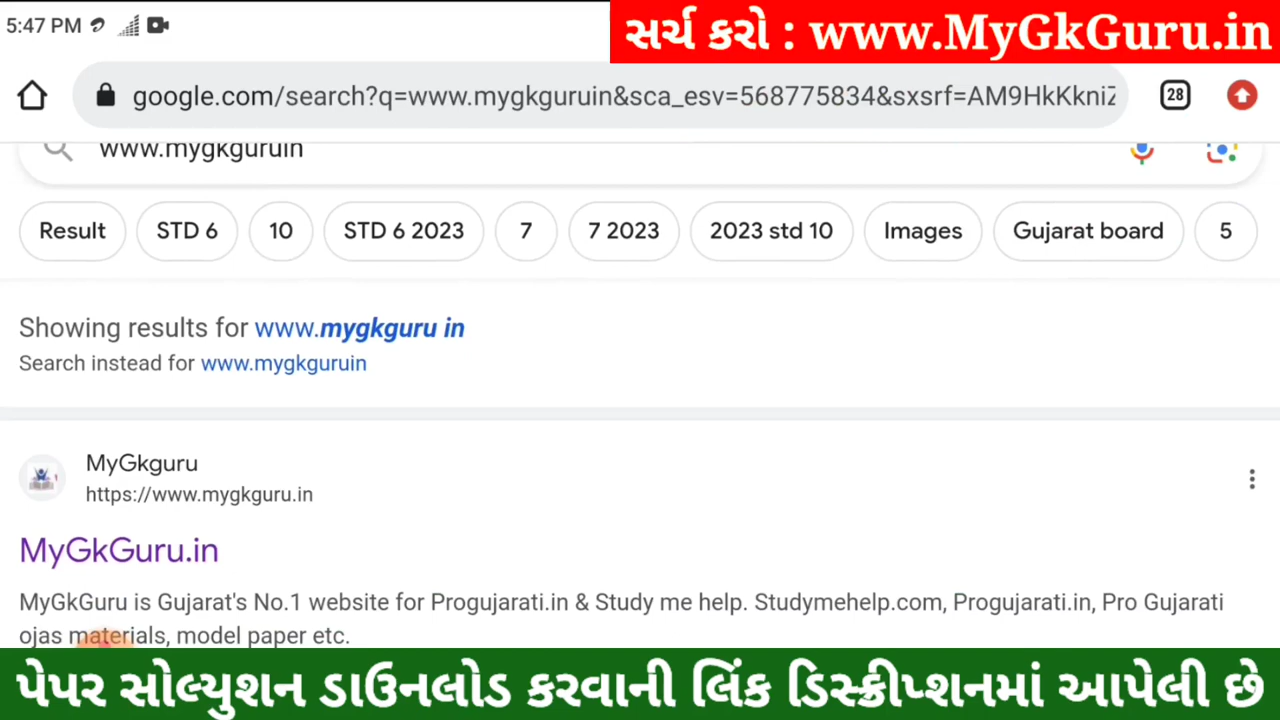 5:47 PM
સર્ચ કરો : www.MyGkGuru.in
google.com/search?q=www.mygkguruin&sca_esv=568775834&sxsrf=AM9HkKkniZ
28
www.mygkguruin
Result STD 6 10 STD 6 2023 7 7 2023 2023 std 10 Images Gujarat board 5
Showing results for www.mygkguru in
Search instead for www.mygkguruin
MyGkguru
https://www.mygkguru.in
MyGkGuru.in
MyGkGuru is Gujarat's No.1 website for Progujarati.in & Study me help. Studymehelp.com, Progujarati.in, Pro Gujarati
ojas materials, model paper etc.
પેપર સોલ્યુશન ડાઉનલોડ કરવાની લિંક ડિસ્ક્રીપ્શનમાં આપેલી છે